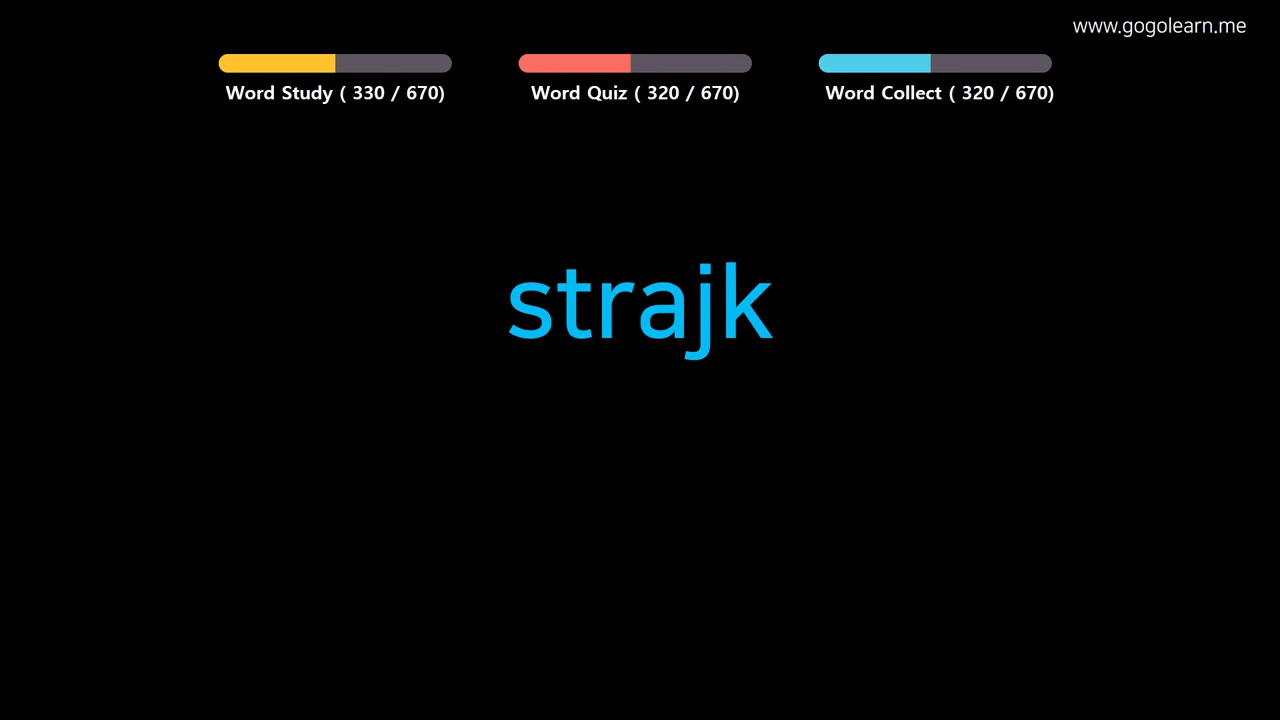 www.gogolearn.me
Word Study ( 330 / 670)
Word Quiz ( 320 / 670)
Word Collect ( 320 / 670)
strajk